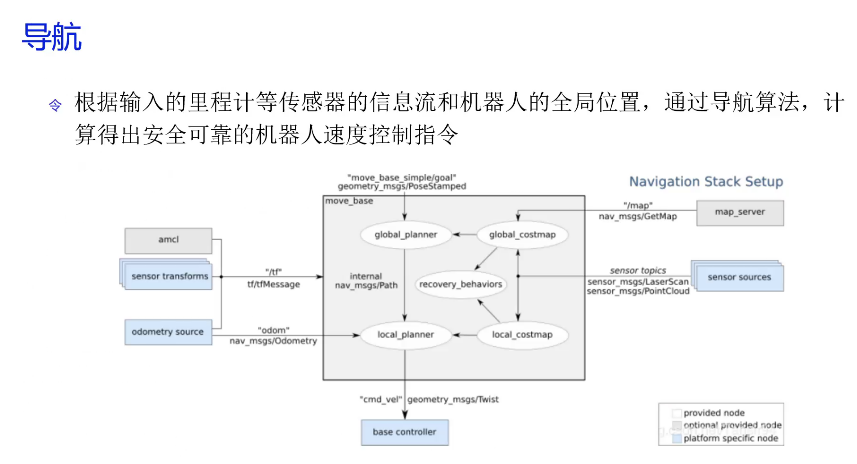 导航
根据输入的里程计等传感器的信息流和机器人的全局位置，通过导航算法，计
算得出安全可靠的机器人速度控制指令
Navigation Stack Setup
"move_base_simple/goal"
geometry_msgs/PoseStamped
move_base
"/map"
nav_msgs/GetMap
map_server
global_planner
global_costmap
amcl
sensor transforms
"/tf"
tf/tfMessage
internal
nav_msgs/Path
recovery_behaviors
sensor topics
sensor_msgs/LaserScan
sensor_msgs/PointCloud
sensor sources
odometry source
"odom"
nav_msgs/Odometry
local_planner
local_costmap
"cmd_vel" geometry_msgs/Twist
base controller
provided node
optional provided node
platform specific node